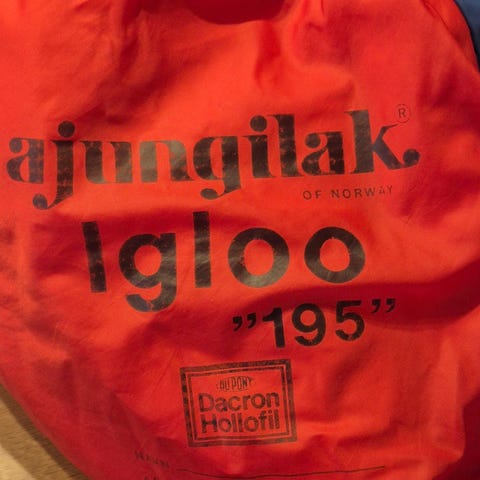 ajungilak®
OF NORWAY
Igloo
”195”
DU PONT
Dacron
Hollofil